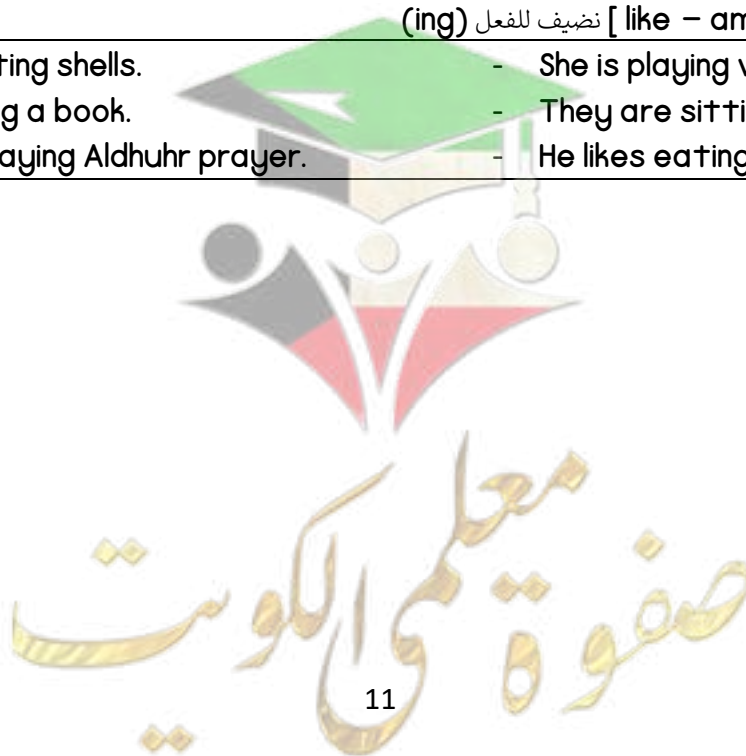 (ing) نضيف للفعل [ like – am
ting shells. - She is playing
g a book. - They are sitti
aying Aldhuhr prayer. - He likes eating
صفوة معلمى الكويت
11